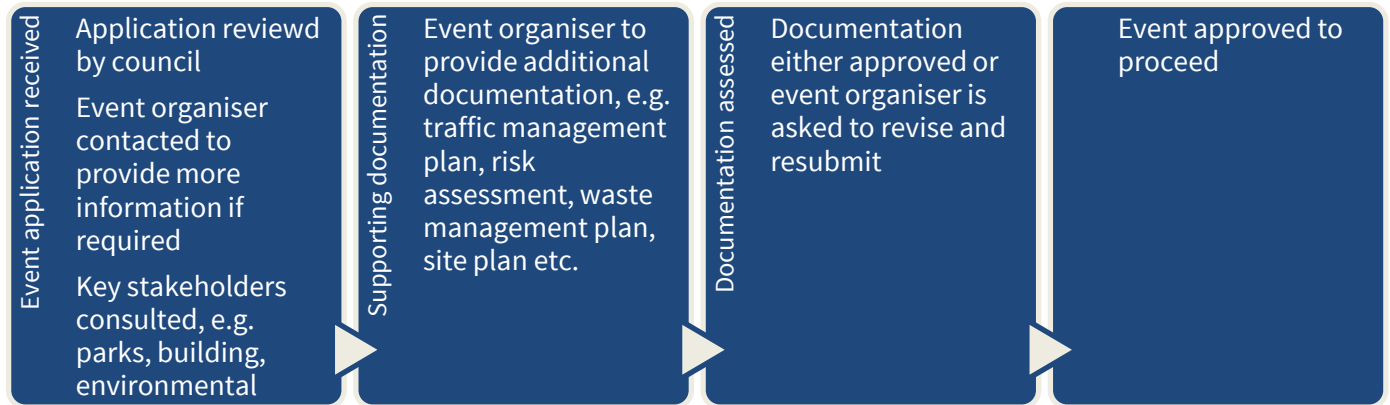 Event application received
Application reviewd
by council
Event organiser
contacted to
provide more
information if
required
Key stakeholders
consulted, e.g.
parks, building,
environmental
Supporting documentation
Event organiser to
provide additional
documentation, e.g.
traffic management
plan, risk
assessment, waste
management plan,
site plan etc.
Documentation assessed
Documentation
either approved or
event organiser is
asked to revise and
resubmit
Event approved to
proceed